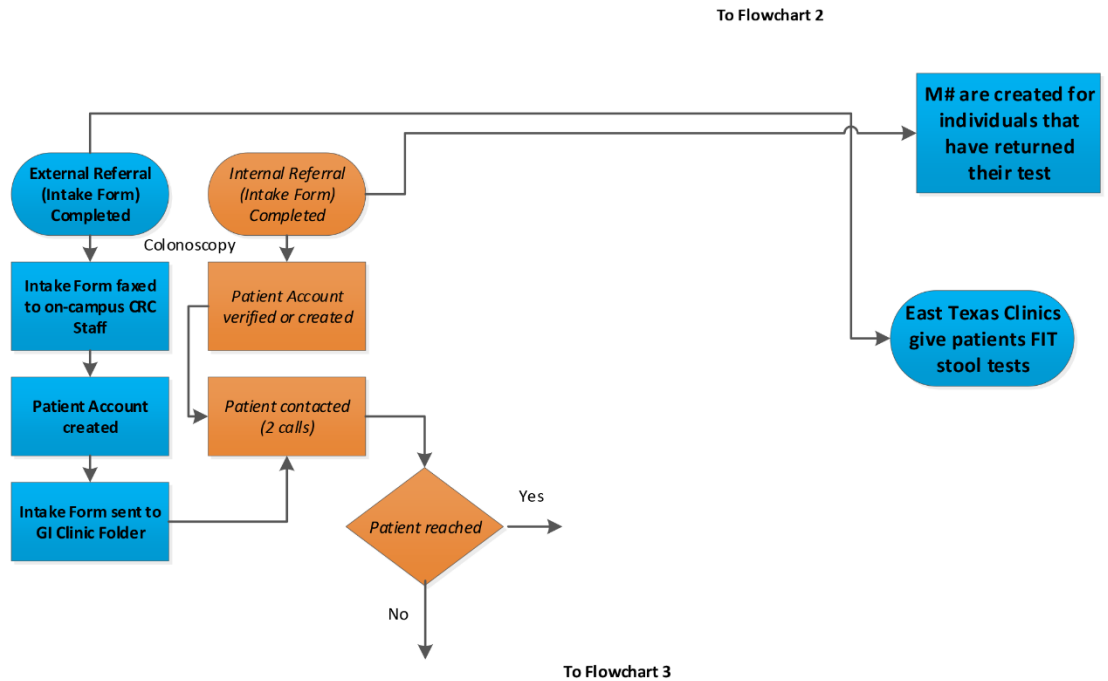 To Flowchart 2
M# are created for
individuals that
have returned
their test
External Referral
(Intake Form)
Completed
Internal Referral
(Intake Form)
Completed
Colonoscopy
Intake Form faxed
to on-campus CRC
Staff
Patient Account
verified or created
East Texas Clinics
give patients FIT
stool tests
Patient Account
created
Patient contacted
(2 calls)
Intake Form sent to
GI Clinic Folder
Patient reached
Yes
No
To Flowchart 3